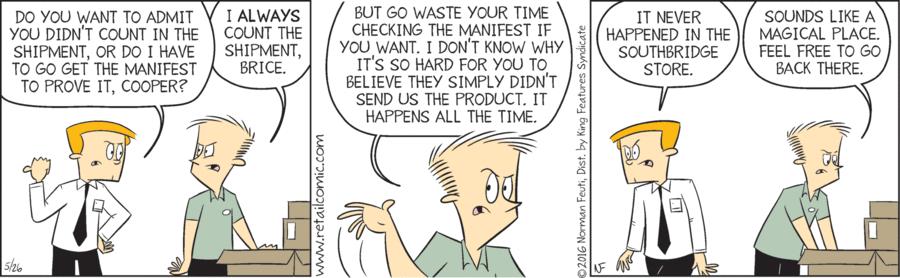 DO YOU WANT TO ADMIT
YOU DIDN'T COUNT IN THE
SHIPMENT, OR DO I HAVE
TO GO GET THE MANIFEST
TO PROVE IT, COOPER?
I ALWAYS
COUNT THE
SHIPMENT,
BRICE.
5/26
BUT GO WASTE YOUR TIME
CHECKING THE MANIFEST IF
YOU WANT. I DON'T KNOW WHY
IT'S SO HARD FOR YOU TO
BELIEVE THEY SIMPLY DIDN'T
SEND US THE PRODUCT. IT
HAPPENS ALL THE TIME.
www.retailcomic.com
IT NEVER
HAPPENED IN THE
SOUTHBRIDGE
STORE.
SOUNDS LIKE A
MAGICAL PLACE.
FEEL FREE TO GO
BACK THERE.
©2016 Norman Feuti, Dist. by King Features Syndicate
NF